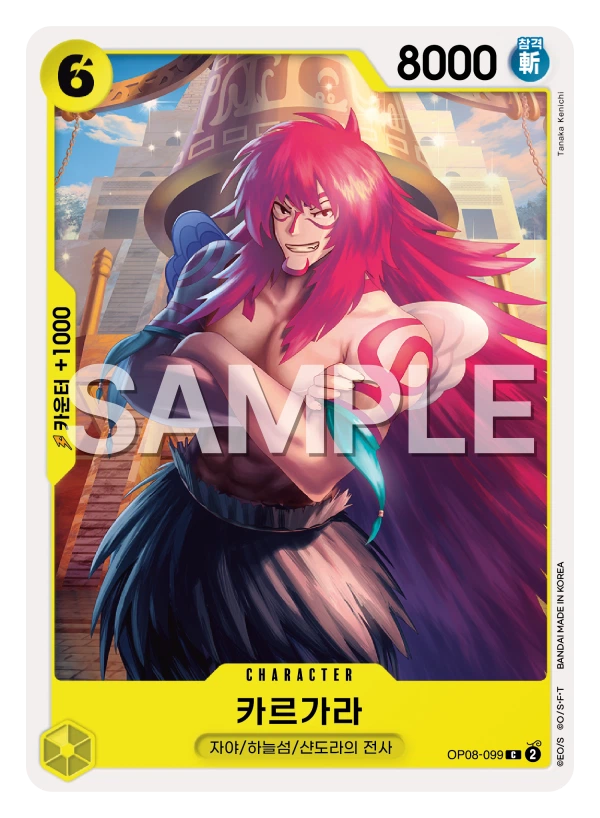 6
8000
참격
斬
Tanaka Kenichi
카운터 +1000
SAMPLE
CHARACTER
카르가라
자야/하늘섬/샨도라의 전사
OP08-099 C 2
©EO/S ©O/S·F·T BANDAI MADE IN KOREA